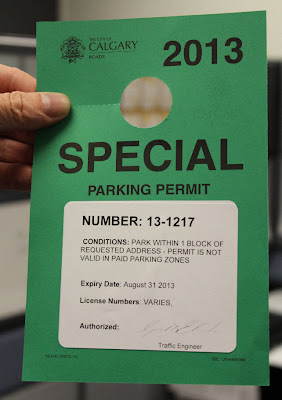 THE CITY OF
CALGARY
ROADS
2013
SPECIAL
PARKING PERMIT
NUMBER: 13-1217
CONDITIONS: PARK WITHIN 1 BLOCK OF
REQUESTED ADDRESS - PERMIT IS NOT
VALID IN PAID PARKING ZONES
Expiry Date: August 31 2013
License Numbers: VARIES,
Authorized:
Traffic Engineer
ISC: Unrestricted